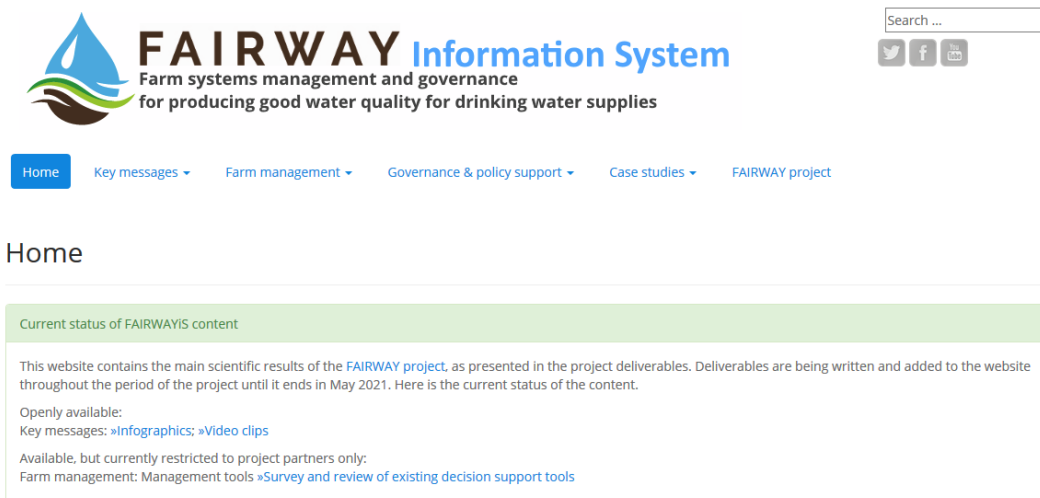 Search ...
FAIRWAY Information System
Farm systems management and governance
for producing good water quality for drinking water supplies
You
Tube
Home
Key messages
Farm management
Governance & policy support
Case studies
FAIRWAY project
Home
Current status of FAIRWAYiS content
This website contains the main scientific results of the FAIRWAY project, as presented in the project deliverables. Deliverables are being written and added to the website
throughout the period of the project until it ends in May 2021. Here is the current status of the content.
Openly available:
Key messages: »Infographics; »Video clips
Available, but currently restricted to project partners only:
Farm management: Management tools »Survey and review of existing decision support tools